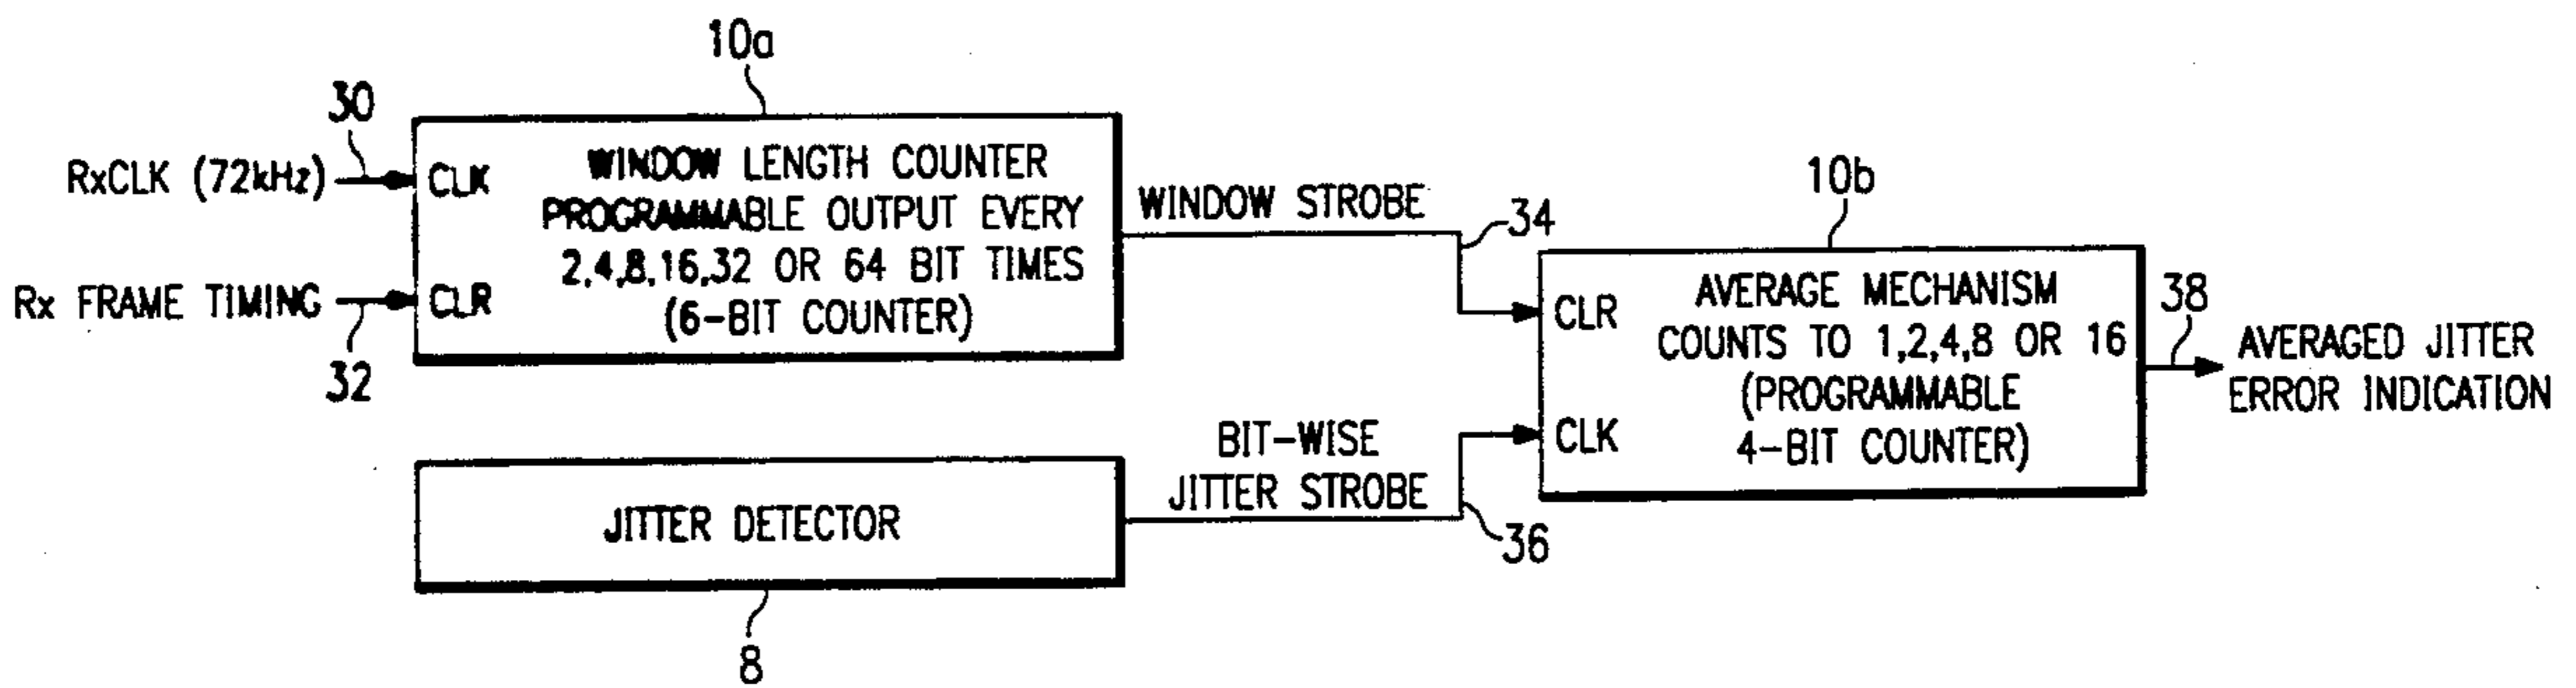 10a
30
RxCLK (72kHz)
CLK
WINDOW LENGTH COUNTER
PROGRAMMABLE OUTPUT EVERY
2,4,8,16,32 OR 64 BIT TIMES
(6-BIT COUNTER)
Rx FRAME TIMING
CLR
32
WINDOW STROBE
34
10b
CLR
AVERAGE MECHANISM
COUNTS TO 1,2,4,8 OR 16
(PROGRAMMABLE
4-BIT COUNTER)
CLK
38
AVERAGED JITTER
ERROR INDICATION
BIT-WISE
JITTER STROBE
36
JITTER DETECTOR
8